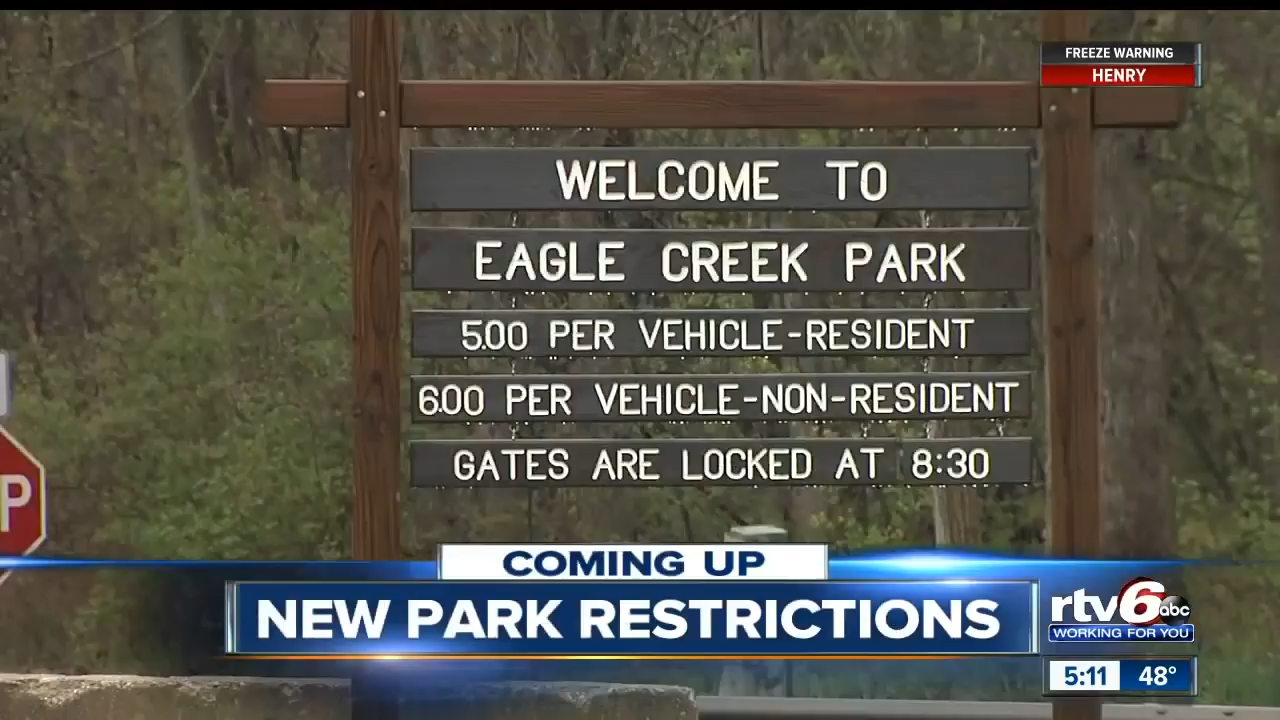 FREEZE WARNING
HENRY
WELCOME TO
EAGLE CREEK PARK
5.00 PER VEHICLE-RESIDENT
6.00 PER VEHICLE-NON-RESIDENT
GATES ARE LOCKED AT 8:30
P
COMING UP
NEW PARK RESTRICTIONS
rtv6 abc
WORKING FOR YOU
5:11 48°